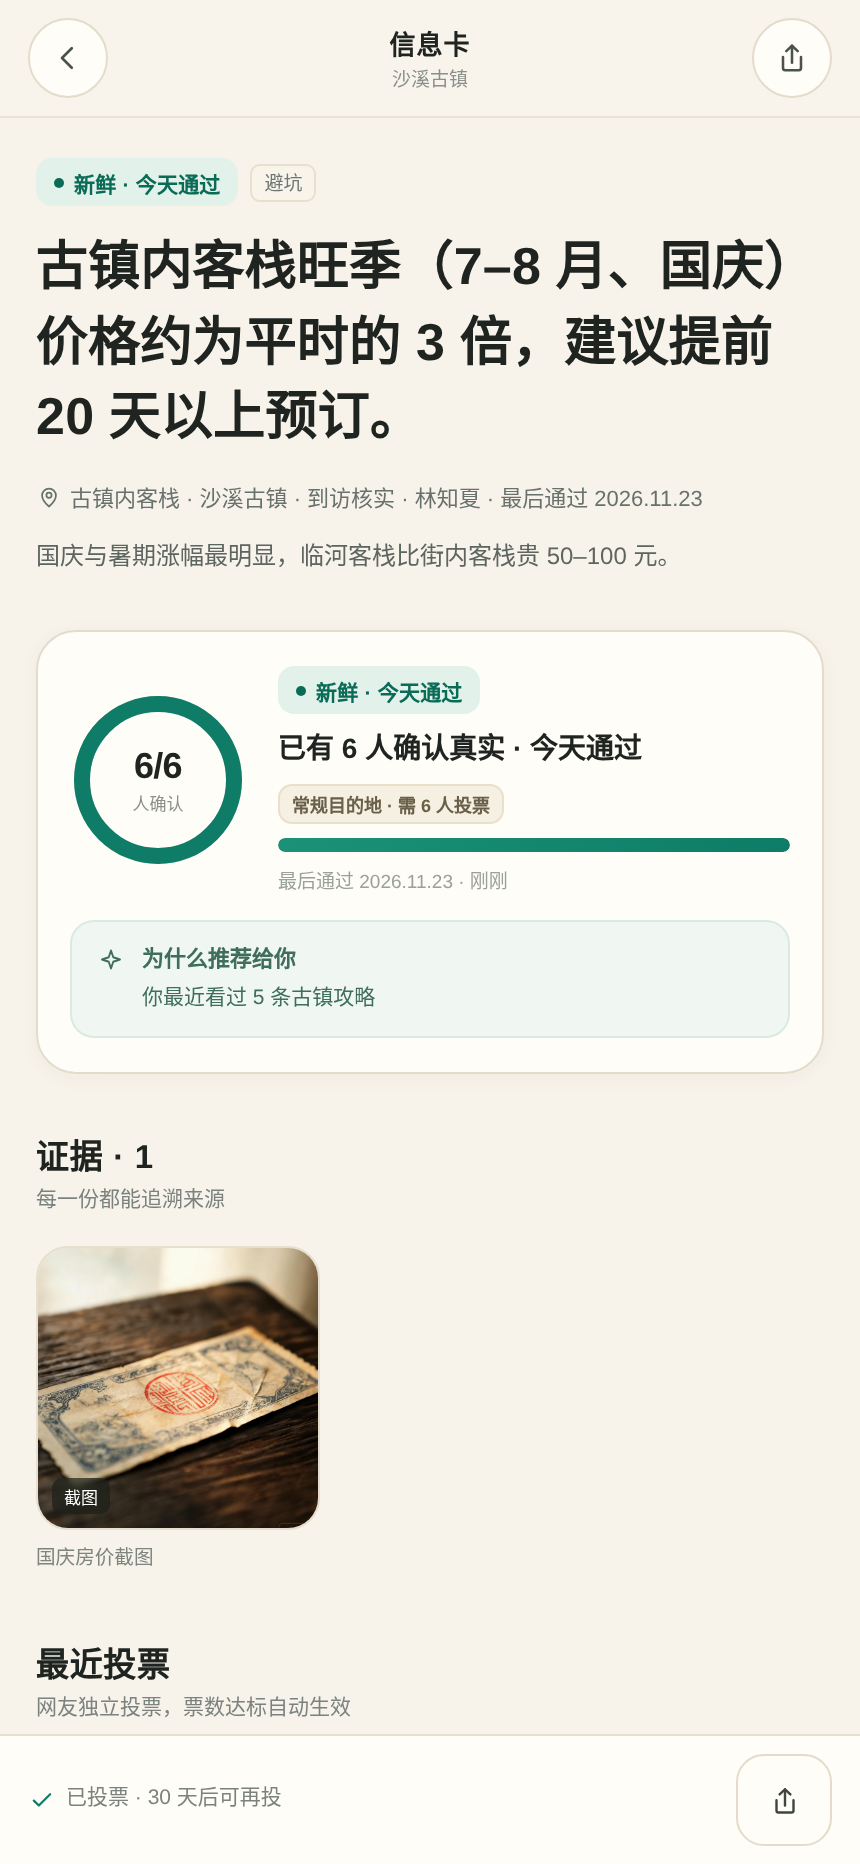 信息卡
沙溪古镇
新鲜 · 今天通过
避坑
古镇内客栈旺季（7–8 月、国庆）
价格约为平时的 3 倍，建议提前
20 天以上预订。
古镇内客栈 · 沙溪古镇 · 到访核实 · 林知夏 · 最后通过 2026.11.23
国庆与暑期涨幅最明显，临河客栈比街内客栈贵 50–100 元。
6/6
人确认
新鲜 · 今天通过
已有 6 人确认真实 · 今天通过
常规目的地 · 需 6 人投票
最后通过 2026.11.23 · 刚刚
为什么推荐给你
你最近看过 5 条古镇攻略
证据 · 1
每一份都能追溯来源
截图
国庆房价截图
最近投票
网友独立投票，票数达标自动生效
已投票 · 30 天后可再投